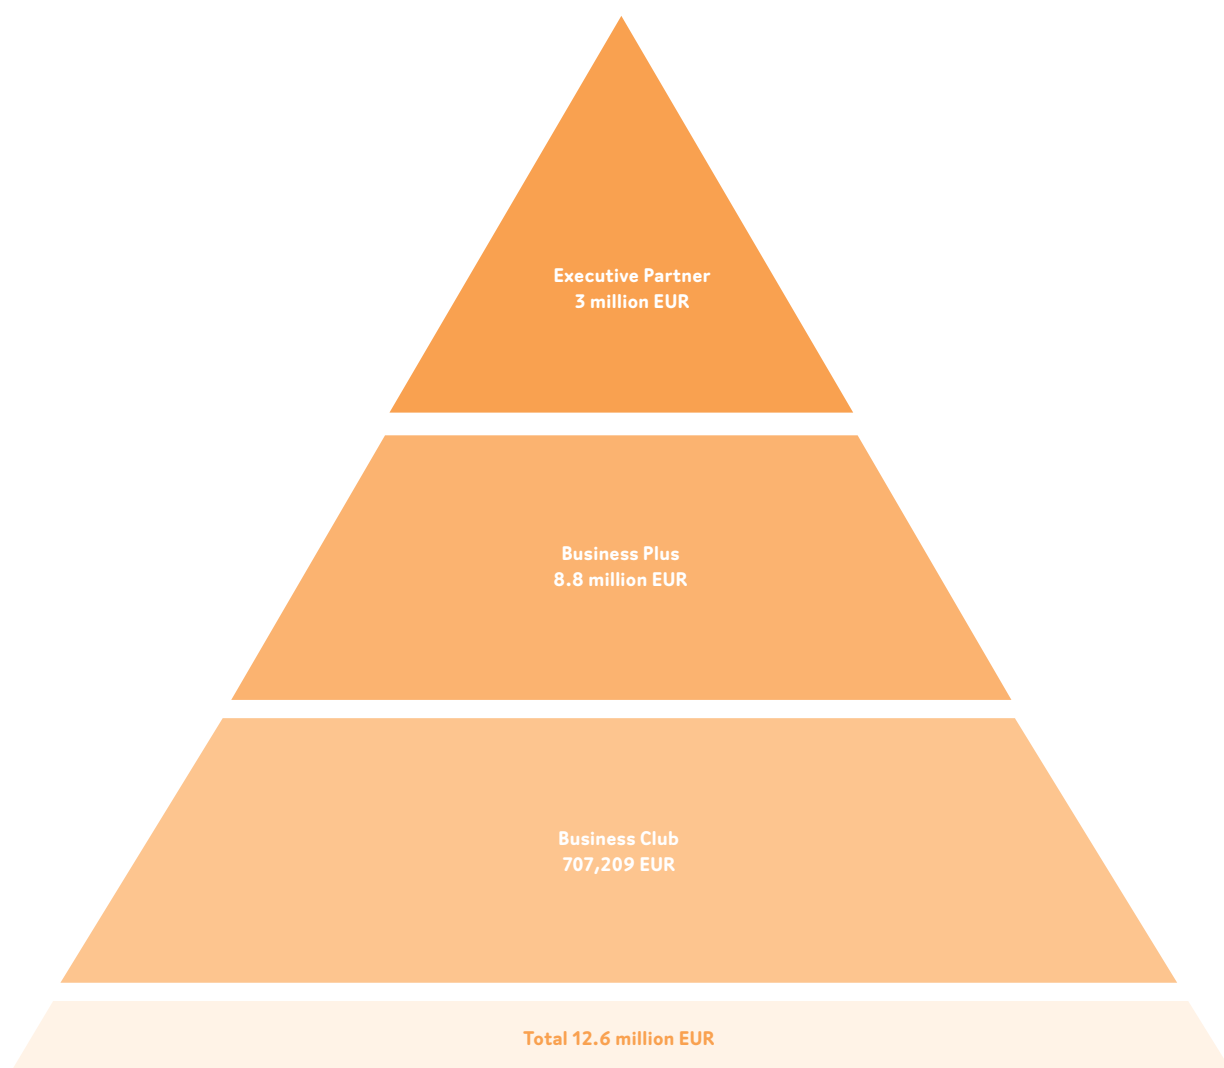 Executive Partner
3 million EUR
Business Plus
8.8 million EUR
Business Club
707,209 EUR
Total 12.6 million EUR